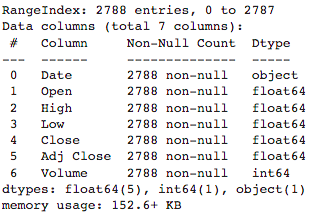 RangeIndex: 2788 entries, 0 to 2787
Data columns (total 7 columns):
 #   Column     Non-Null Count  Dtype
---  ------     --------------  -----
 0   Date       2788 non-null   object
 1   Open       2788 non-null   float64
 2   High       2788 non-null   float64
 3   Low        2788 non-null   float64
 4   Close      2788 non-null   float64
 5   Adj Close  2788 non-null   float64
 6   Volume     2788 non-null   int64
dtypes: float64(5), int64(1), object(1)
memory usage: 152.6+ KB